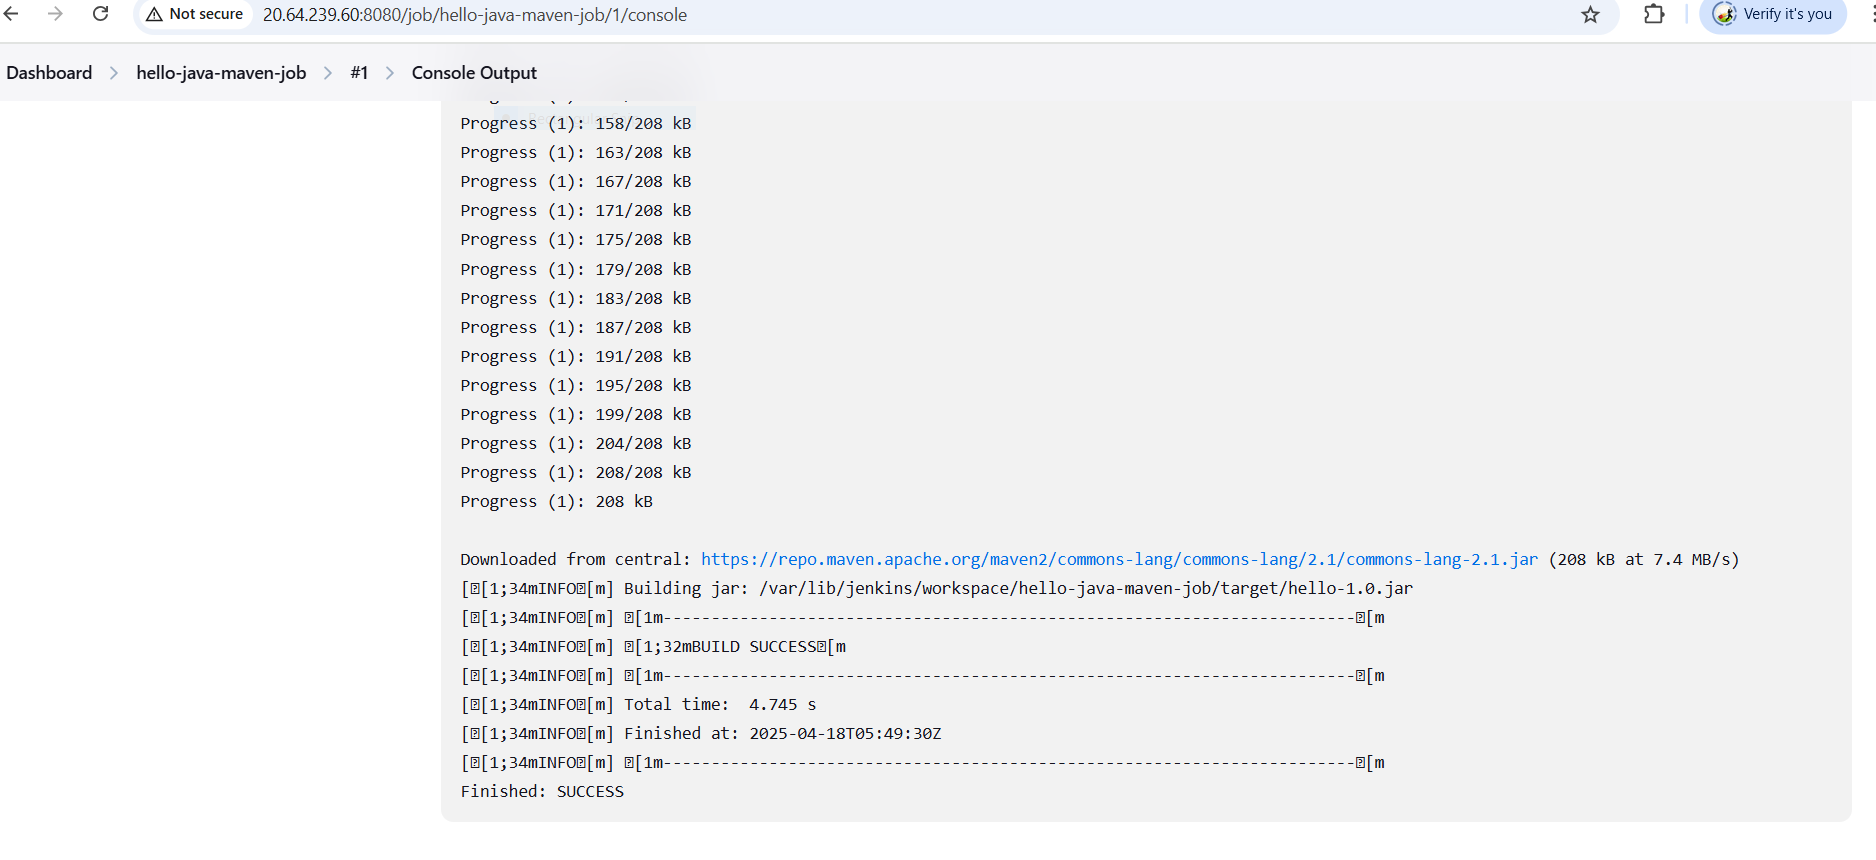 Not secure
20.64.239.60:8080/job/hello-java-maven-job/1/console
Verify it's you
Dashboard > hello-java-maven-job > #1 > Console Output
Progress (1): 158/208 kB
Progress (1): 163/208 kB
Progress (1): 167/208 kB
Progress (1): 171/208 kB
Progress (1): 175/208 kB
Progress (1): 179/208 kB
Progress (1): 183/208 kB
Progress (1): 187/208 kB
Progress (1): 191/208 kB
Progress (1): 195/208 kB
Progress (1): 199/208 kB
Progress (1): 204/208 kB
Progress (1): 208/208 kB
Progress (1): 208 kB
Downloaded from central: https://repo.maven.apache.org/maven2/commons-lang/commons-lang/2.1/commons-lang-2.1.jar (208 kB at 7.4 MB/s)
[␛[1;34mINFO␛[m] Building jar: /var/lib/jenkins/workspace/hello-java-maven-job/target/hello-1.0.jar
[␛[1;34mINFO␛[m] ␛[1m------------------------------------------------------------------------␛[m
[␛[1;34mINFO␛[m] ␛[1;32mBUILD SUCCESS␛[m
[␛[1;34mINFO␛[m] ␛[1m------------------------------------------------------------------------␛[m
[␛[1;34mINFO␛[m] Total time:  4.745 s
[␛[1;34mINFO␛[m] Finished at: 2025-04-18T05:49:30Z
[␛[1;34mINFO␛[m] ␛[1m------------------------------------------------------------------------␛[m
Finished: SUCCESS